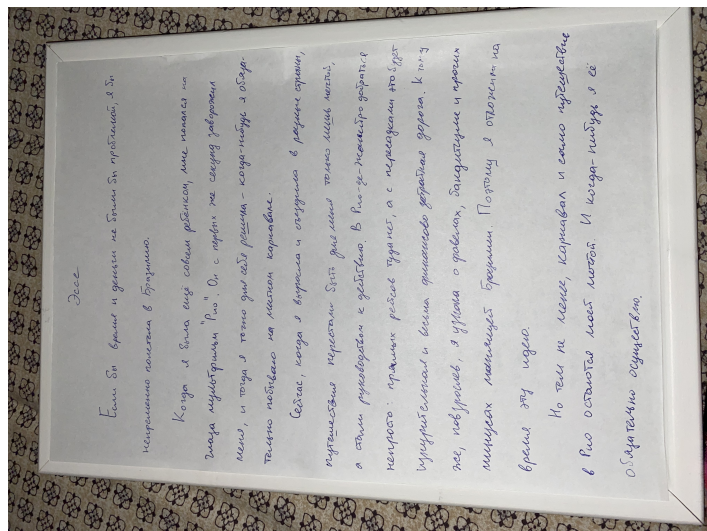 Эссе
Если бы время и деньги не были бы проблемой, я бы
непременно полетела в Бразилию.
Когда я была ещё совсем ребёнком, мне попался на
глаза мультфильм "Рио". Он с первых же секунд заворожил
меня, и тогда я точно для себя решила - когда-нибудь я обяза-
тельно побываю на местном карнавале.
Сейчас, когда я выросла и съездила в разные страны,
путешествия перестали быть для меня только лишь мечтой,
а стали руководством к действию. В Рио-де-Жанейро добраться
непросто: прямых рейсов туда нет, а с пересадками это будет
изнурительная и весьма финансово затратная дорога. К тому
же, повзрослев, я узнала о фавелах, бандитизме и прочих
минусах манящей Бразилии. Поэтому я отложила на
время эту идею.
Но тем не менее, карнавал и само путешествие
в Рио остаются моей мечтой. И когда-нибудь я её
обязательно осуществлю.